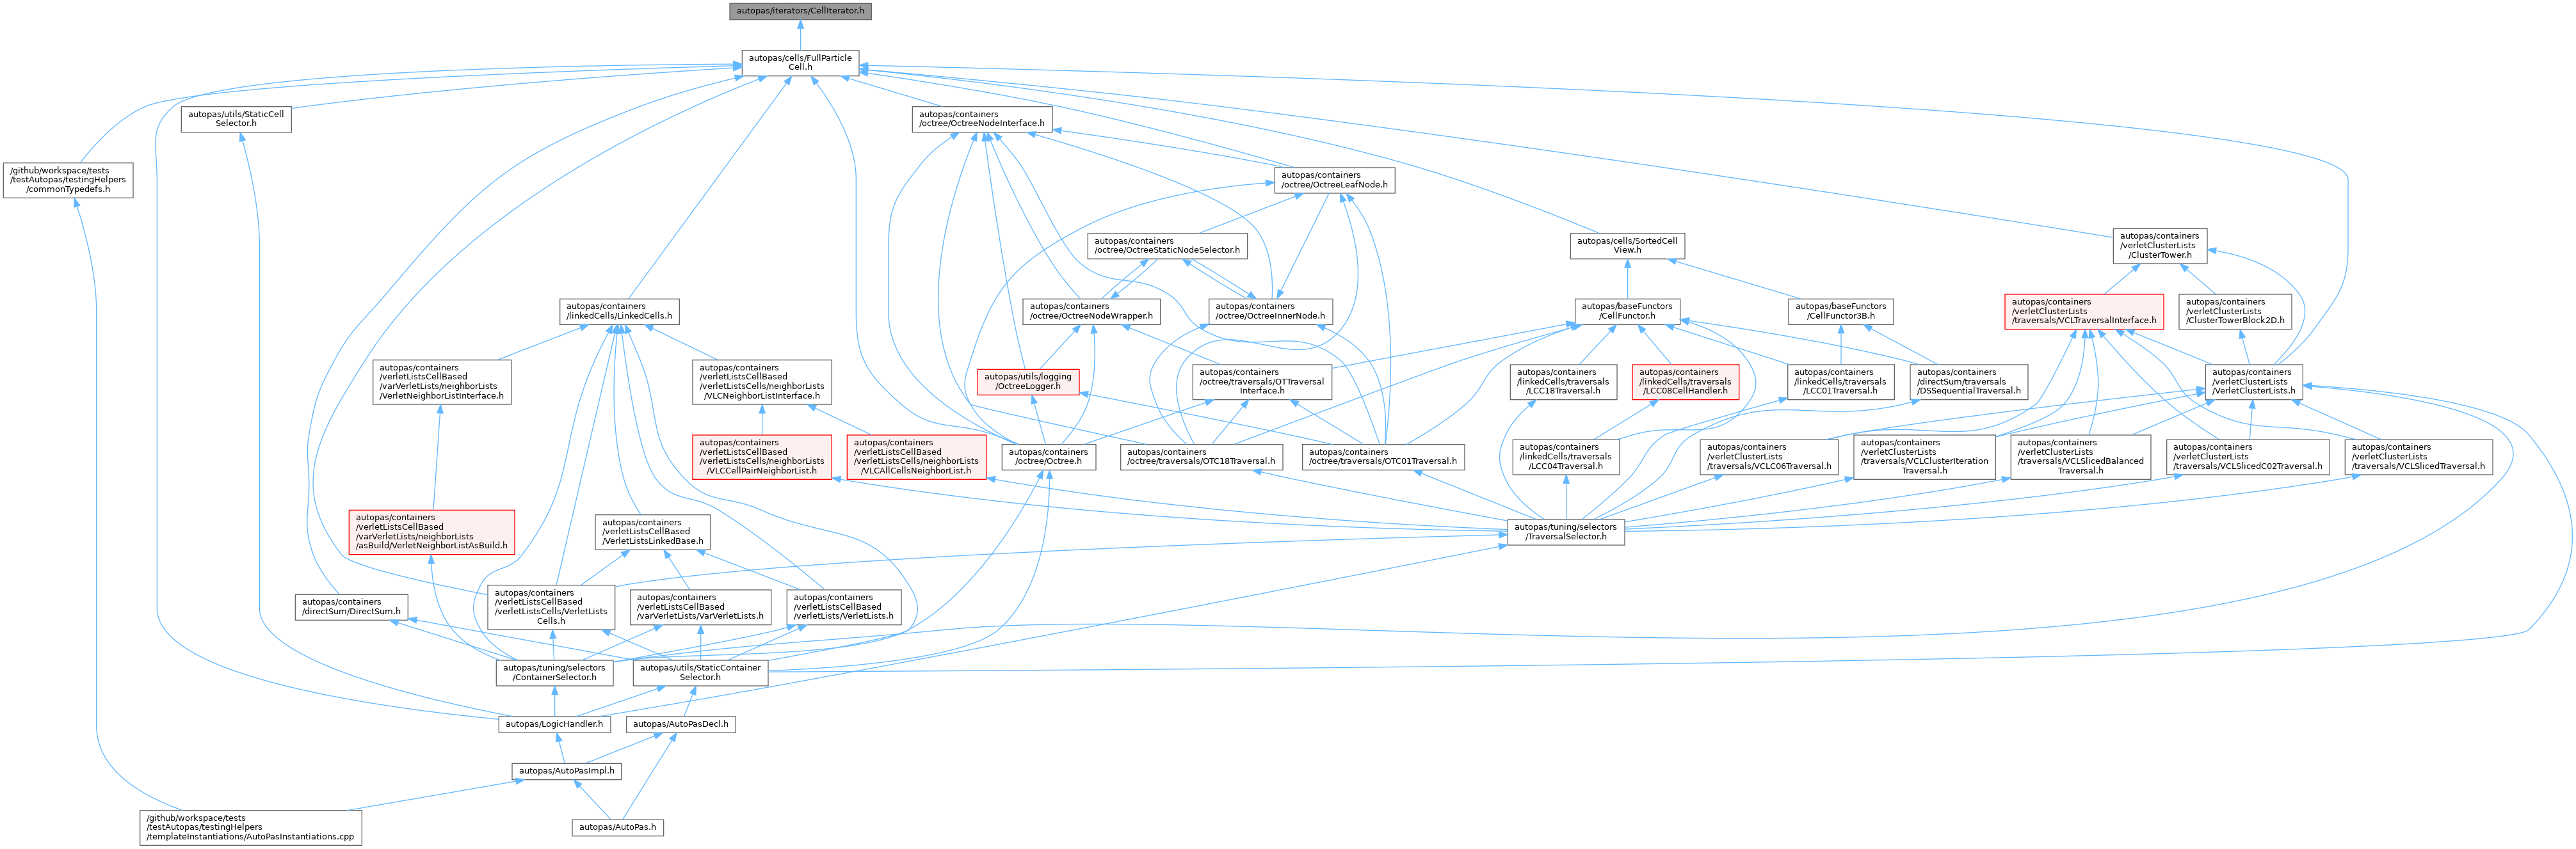 autopas/iterators/CellIterator.h
autopas/cells/FullParticle
Cell.h
autopas/utils/StaticCell
Selector.h
autopas/containers
/octree/OctreeNodeInterface.h
/github/workspace/tests
/testAutopas/testingHelpers
/commonTypedefs.h
autopas/containers
/octree/OctreeLeafNode.h
autopas/containers
/octree/OctreeStaticNodeSelector.h
autopas/cells/SortedCell
View.h
autopas/containers
/verletClusterLists
/ClusterTower.h
autopas/containers
/linkedCells/LinkedCells.h
autopas/containers
/octree/OctreeNodeWrapper.h
autopas/containers
/octree/OctreeInnerNode.h
autopas/baseFunctors
/CellFunctor.h
autopas/baseFunctors
/CellFunctor3B.h
autopas/containers
/verletClusterLists
/traversals/VCLTraversalInterface.h
autopas/containers
/verletClusterLists
/ClusterTowerBlock2D.h
autopas/containers
/verletListsCellBased
/varVerletLists/neighborLists
/VerletNeighborListInterface.h
autopas/containers
/verletListsCellBased
/verletListsCells/neighborLists
/VLCNeighborListInterface.h
autopas/utils/logging
/OctreeLogger.h
autopas/containers
/octree/traversals/OTTraversal
Interface.h
autopas/containers
/linkedCells/traversals
/LCC18Traversal.h
autopas/containers
/linkedCells/traversals
/LCC08CellHandler.h
autopas/containers
/linkedCells/traversals
/LCC01Traversal.h
autopas/containers
/directSum/traversals
/DSSequentialTraversal.h
autopas/containers
/verletClusterLists
/VerletClusterLists.h
autopas/containers
/verletListsCellBased
/verletListsCells/neighborLists
/VLCCellPairNeighborList.h
autopas/containers
/verletListsCellBased
/verletListsCells/neighborLists
/VLCAllCellsNeighborList.h
autopas/containers
/octree/Octree.h
autopas/containers
/octree/traversals/OTC18Traversal.h
autopas/containers
/octree/traversals/OTC01Traversal.h
autopas/containers
/linkedCells/traversals
/LCC04Traversal.h
autopas/containers
/verletClusterLists
/traversals/VCLC06Traversal.h
autopas/containers
/verletClusterLists
/traversals/VCLClusterIteration
Traversal.h
autopas/containers
/verletClusterLists
/traversals/VCLSlicedBalanced
Traversal.h
autopas/containers
/verletClusterLists
/traversals/VCLSlicedC02Traversal.h
autopas/containers
/verletClusterLists
/traversals/VCLSlicedTraversal.h
autopas/containers
/verletListsCellBased
/varVerletLists/neighborLists
/asBuild/VerletNeighborListAsBuild.h
autopas/containers
/verletListsCellBased
/VerletListsLinkedBase.h
autopas/tuning/selectors
/TraversalSelector.h
autopas/containers
/directSum/DirectSum.h
autopas/containers
/verletListsCellBased
/verletListsCells/VerletLists
Cells.h
autopas/containers
/verletListsCellBased
/varVerletLists/VarVerletLists.h
autopas/containers
/verletListsCellBased
/verletLists/VerletLists.h
autopas/tuning/selectors
/ContainerSelector.h
autopas/utils/StaticContainer
Selector.h
autopas/LogicHandler.h
autopas/AutoPasDecl.h
autopas/AutoPasImpl.h
/github/workspace/tests
/testAutopas/testingHelpers
/templateInstantiations/AutoPasInstantiations.cpp
autopas/AutoPas.h